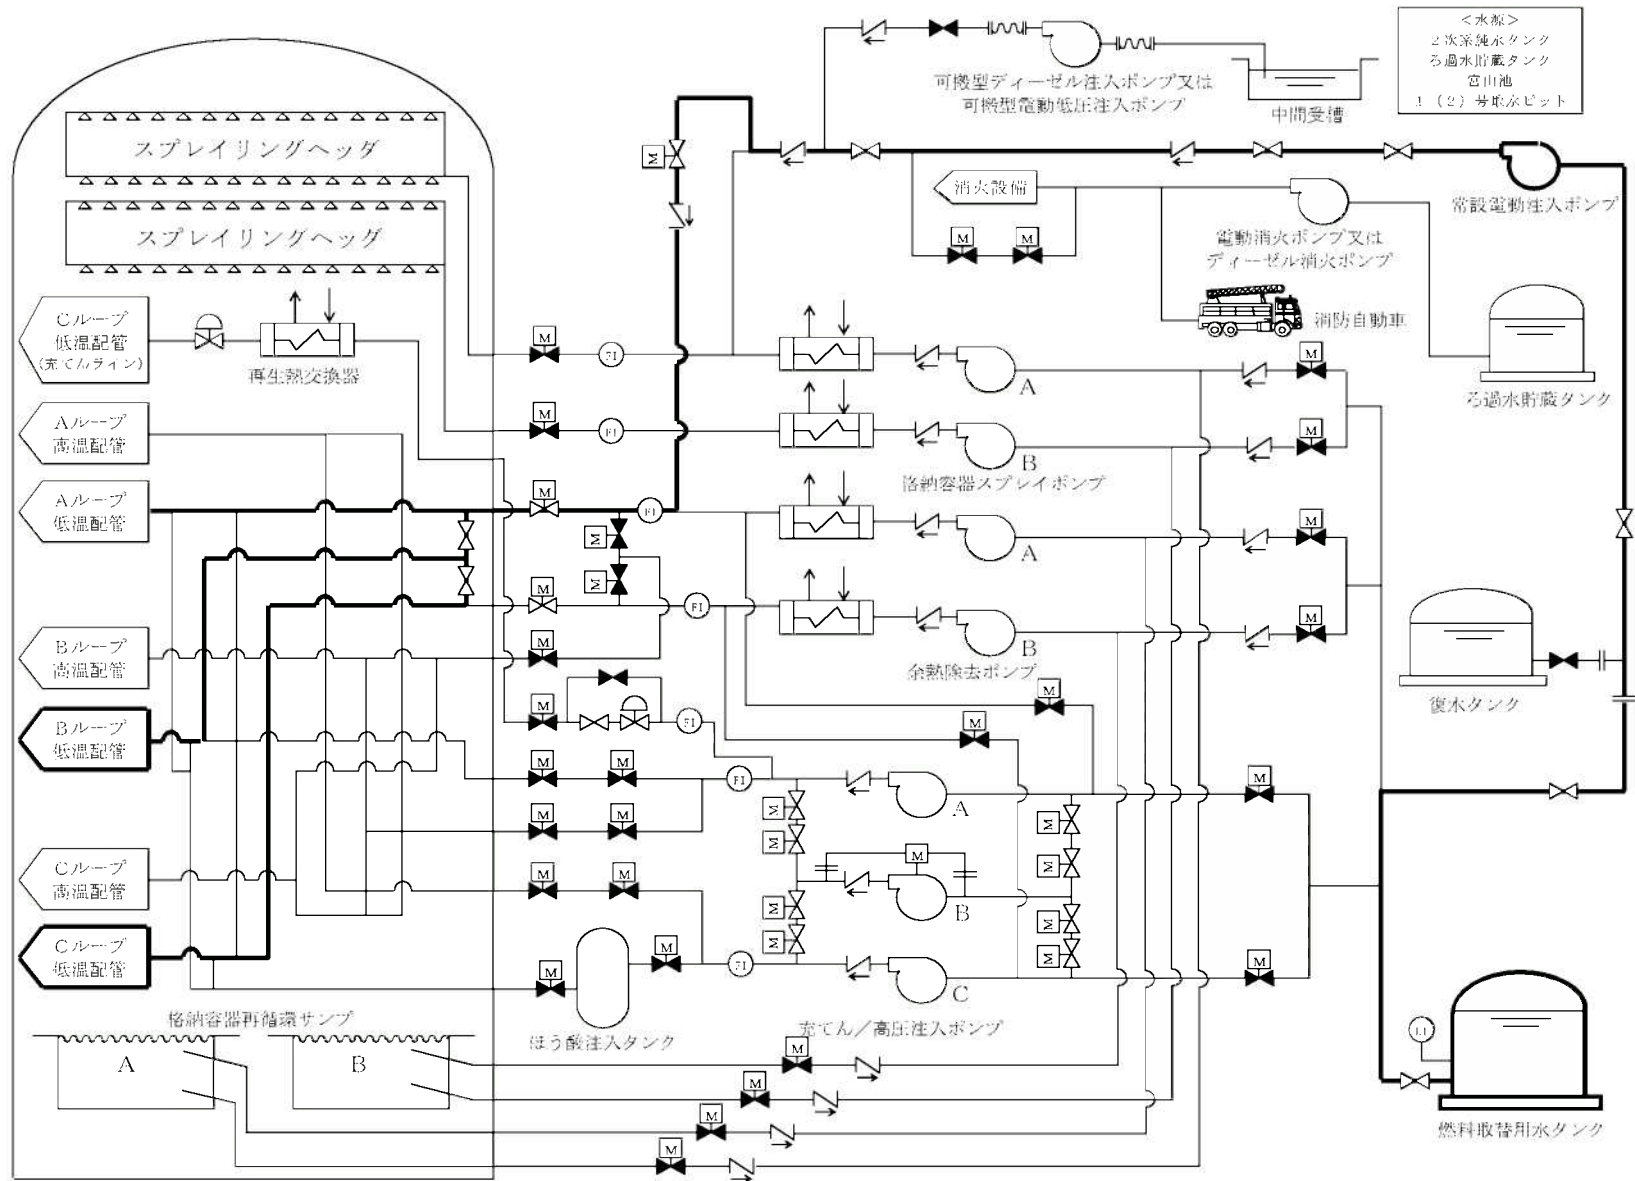 <水源>
2次系純水タンク
ろ過水貯蔵タンク
宮山池
1（2）号取水ピット
可搬型ディーゼル注入ポンプ又は
可搬型電動低圧注入ポンプ
中間受槽
スプレイリングヘッダ
スプレイリングヘッダ
M
消火設備
常設電動注入ポンプ
M
M
電動消火ポンプ又は
ディーゼル消火ポンプ
消防自動車
ろ過水貯蔵タンク
Cループ
低温配管
(充てんライン)
再生熱交換器
M
FI
A
M
Aループ
高温配管
M
FI
B
M
格納容器スプレイポンプ
Aループ
低温配管
M
FI
M
A
M
M
M
FI
B
M
余熱除去ポンプ
Bループ
高温配管
M
復水タンク
M
M
M
FI
Bループ
低温配管
M
M
FI
A
M
M
M
M
M
M
M
M
Cループ
高温配管
M
M
M
B
M
M
M
M
Cループ
低温配管
M
M
FI
C
M
充てん／高圧注入ポンプ
ほう酸注入タンク
格納容器再循環サンプ
A
B
M
M
M
M
LI
燃料取替用水タンク